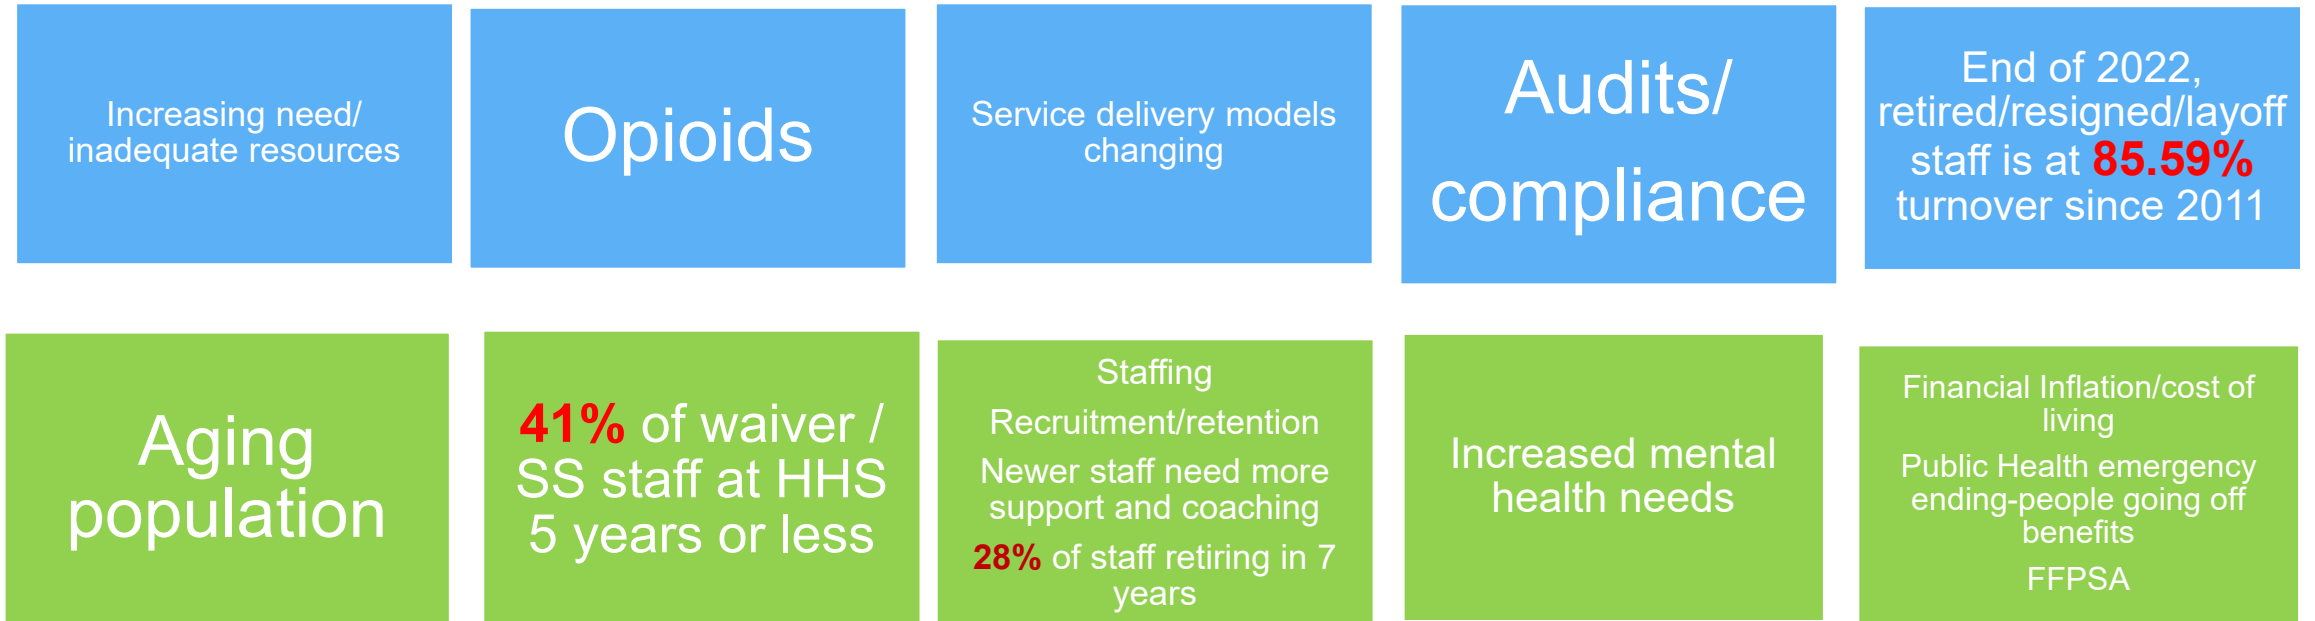 Increasing need/
inadequate resources
Opioids
Service delivery models
changing
Audits/
compliance
End of 2022,
retired/resigned/layoff
staff is at 85.59%
turnover since 2011
Aging
population
41% of waiver /
SS staff at HHS
5 years or less
Staffing
Recruitment/retention
Newer staff need more
support and coaching
28% of staff retiring in 7
years
Increased mental
health needs
Financial Inflation/cost of
living
Public Health emergency
ending-people going off
benefits
FFPSA